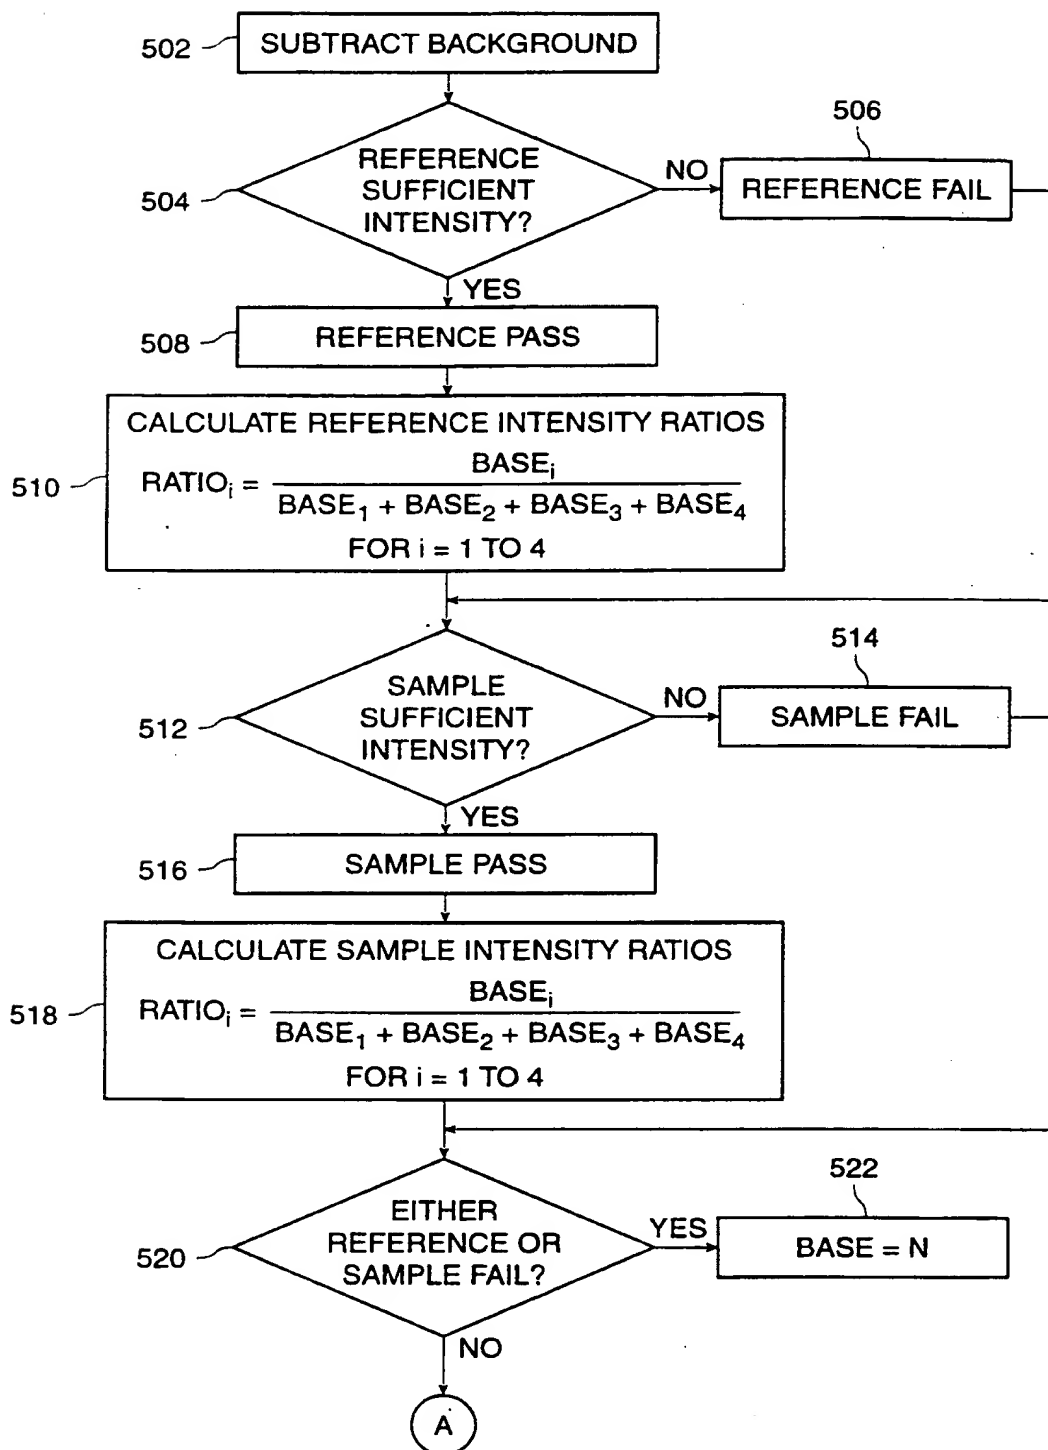 502
SUBTRACT BACKGROUND
506
504
REFERENCE
SUFFICIENT
INTENSITY?
NO
REFERENCE FAIL
YES
508
REFERENCE PASS
510
CALCULATE REFERENCE INTENSITY RATIOS
RATIOᵢ = BASEᵢ / BASE₁ + BASE₂ + BASE₃ + BASE₄
FOR i = 1 TO 4
514
512
SAMPLE
SUFFICIENT
INTENSITY?
NO
SAMPLE FAIL
YES
516
SAMPLE PASS
518
CALCULATE SAMPLE INTENSITY RATIOS
RATIOᵢ = BASEᵢ / BASE₁ + BASE₂ + BASE₃ + BASE₄
FOR i = 1 TO 4
522
520
EITHER
REFERENCE OR
SAMPLE FAIL?
YES
BASE = N
NO
A